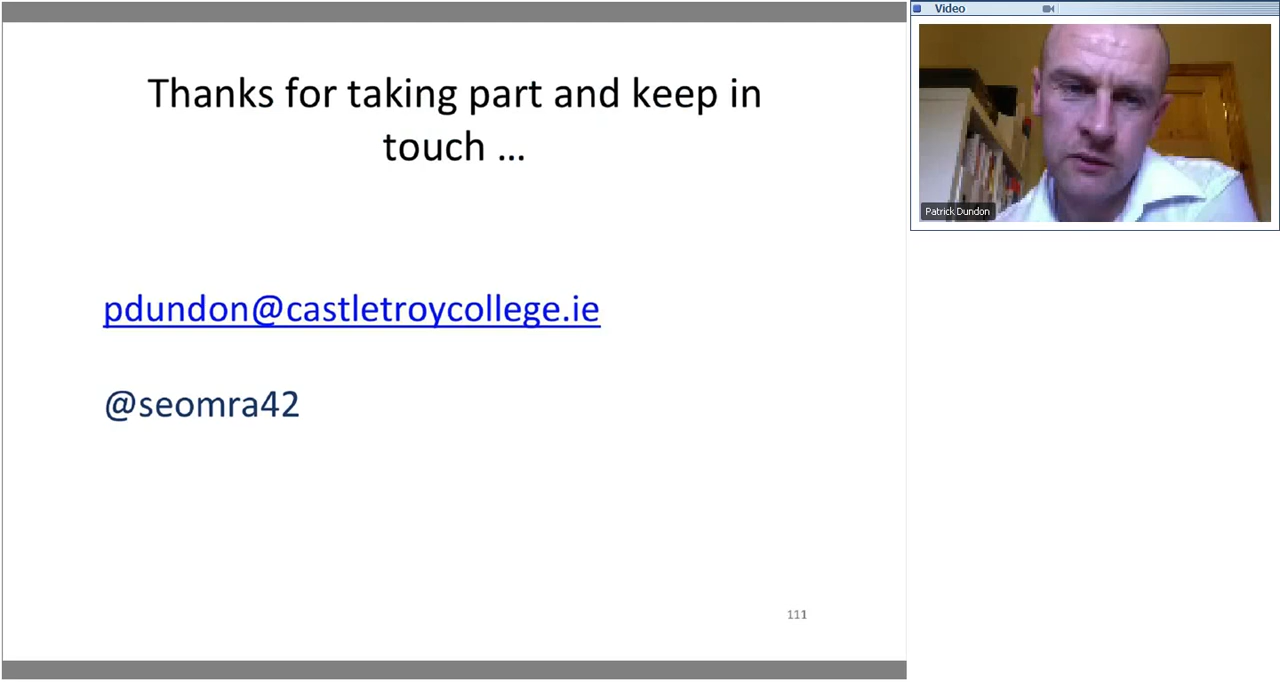 Thanks for taking part and keep in
touch ...
pdundon@castletroycollege.ie
@seomra42
111
Video
Patrick Dundon